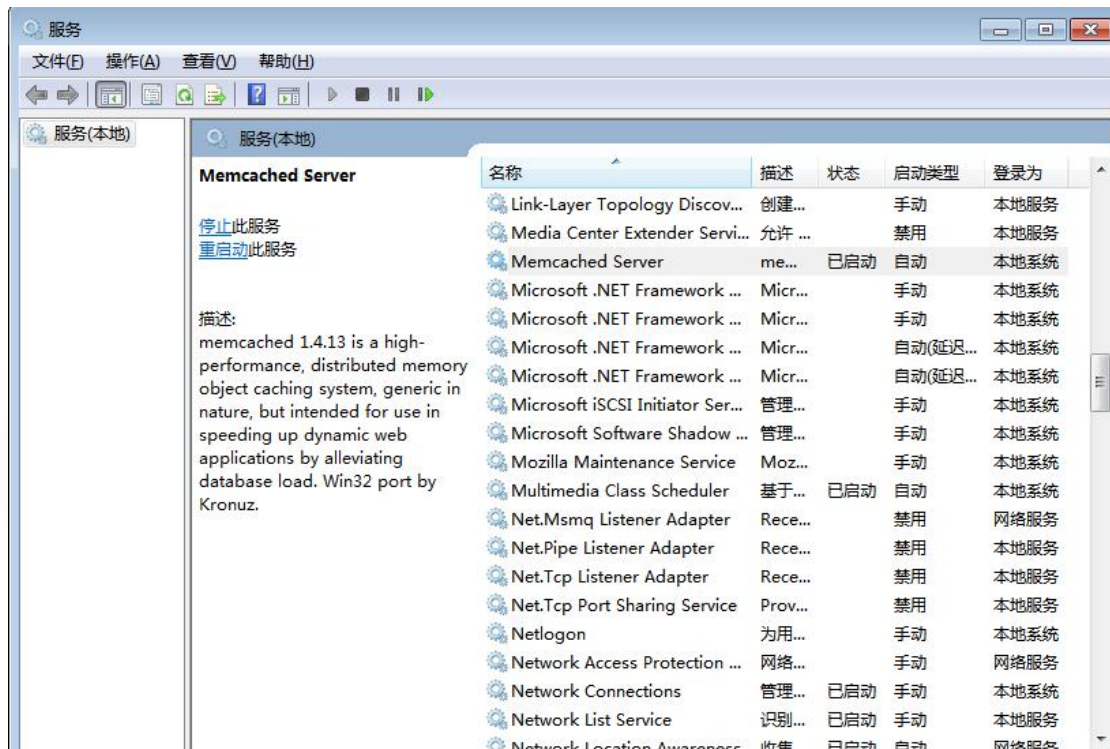 服务
文件(F) 操作(A) 查看(V) 帮助(H)
服务(本地)
服务(本地)
Memcached Server
停止此服务
重启动此服务
描述:
memcached 1.4.13 is a high-
performance, distributed memory
object caching system, generic in
nature, but intended for use in
speeding up dynamic web
applications by alleviating
database load. Win32 port by
Kronuz.
名称 描述 状态 启动类型 登录为
Link-Layer Topology Discov... 创建... 手动 本地服务
Media Center Extender Servi... 允许 ... 禁用 本地服务
Memcached Server me... 已启动 自动 本地系统
Microsoft .NET Framework ... Micr... 手动 本地系统
Microsoft .NET Framework ... Micr... 手动 本地系统
Microsoft .NET Framework ... Micr... 自动(延迟... 本地系统
Microsoft .NET Framework ... Micr... 自动(延迟... 本地系统
Microsoft iSCSI Initiator Ser... 管理... 手动 本地系统
Microsoft Software Shadow ... 管理... 手动 本地系统
Mozilla Maintenance Service Moz... 手动 本地系统
Multimedia Class Scheduler 基于... 已启动 自动 本地系统
Net.Msmq Listener Adapter Rece... 禁用 网络服务
Net.Pipe Listener Adapter Rece... 禁用 本地服务
Net.Tcp Listener Adapter Rece... 禁用 本地服务
Net.Tcp Port Sharing Service Prov... 禁用 本地服务
Netlogon 为用... 手动 本地系统
Network Access Protection ... 网络... 手动 网络服务
Network Connections 管理... 已启动 手动 本地系统
Network List Service 识别... 已启动 手动 本地服务
Network Location Awareness 收集... 已启动 自动 网络服务